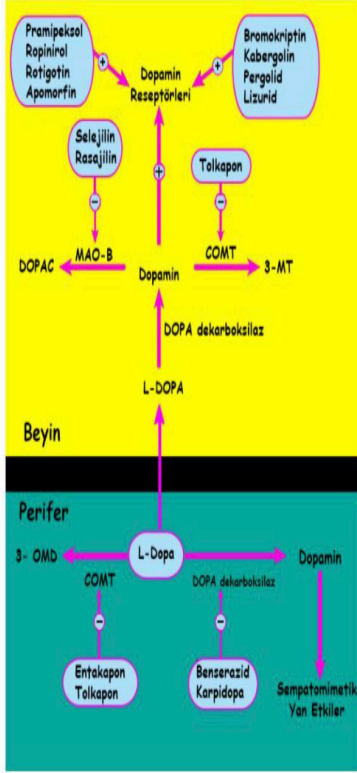 Pramipeksol
Ropinirol
Rotigotin
Apomorfin
+
Dopamin
Reseptörleri
+
Bromokriptin
Kabergolin
Pergolid
Lizurid
Selejilin
Rasajilin
−
+
Tolkapon
−
DOPAC
MAO-B
Dopamin
COMT
3-MT
DOPA dekarboksilaz
L-DOPA
Beyin
Perifer
3- OMD
L-Dopa
Dopamin
COMT
DOPA dekarboksilaz
−
−
Entakapon
Tolkapon
Benserazid
Karpidopa
Sempatomimetik
Yan Etkiler